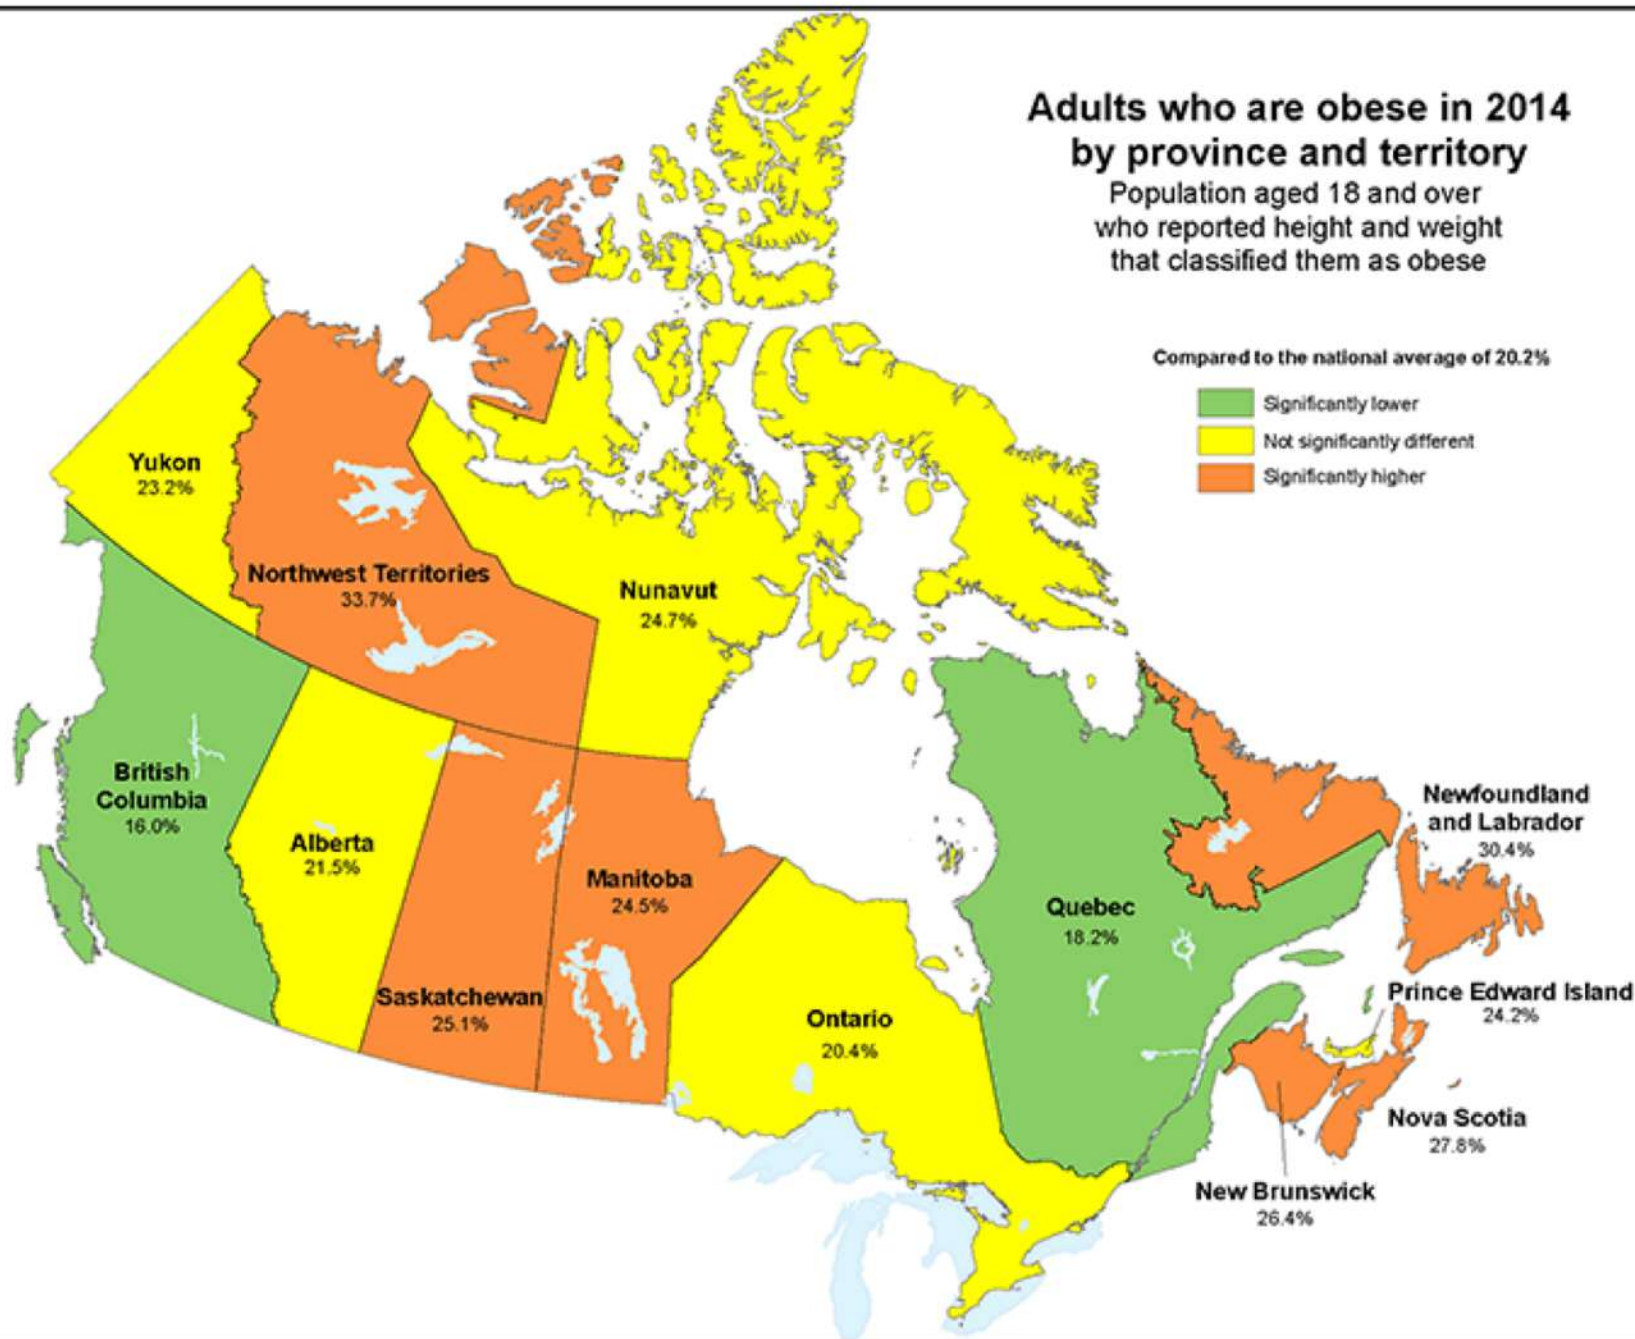 Adults who are obese in 2014
by province and territory
Population aged 18 and over
who reported height and weight
that classified them as obese
Compared to the national average of 20.2%
Significantly lower
Not significantly different
Significantly higher
Yukon
23.2%
Northwest Territories
33.7%
Nunavut
24.7%
British
Columbia
16.0%
Alberta
21.5%
Saskatchewan
25.1%
Manitoba
24.5%
Ontario
20.4%
Quebec
18.2%
Newfoundland
and Labrador
30.4%
Prince Edward Island
24.2%
Nova Scotia
27.8%
New Brunswick
26.4%